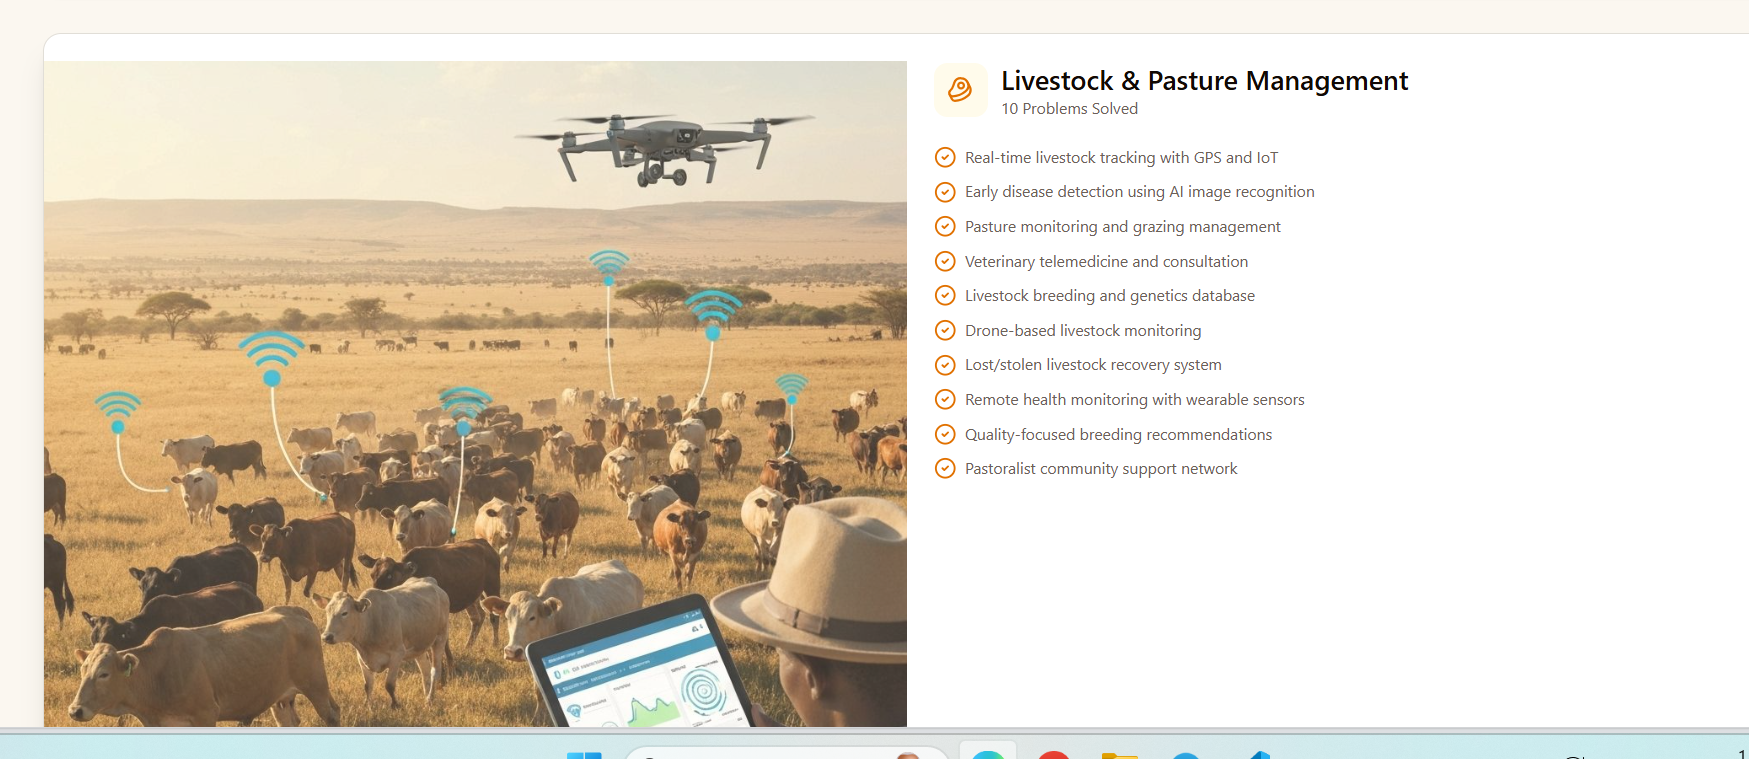 Livestock & Pasture Management
10 Problems Solved
Real-time livestock tracking with GPS and IoT
Early disease detection using AI image recognition
Pasture monitoring and grazing management
Veterinary telemedicine and consultation
Livestock breeding and genetics database
Drone-based livestock monitoring
Lost/stolen livestock recovery system
Remote health monitoring with wearable sensors
Quality-focused breeding recommendations
Pastoralist community support network